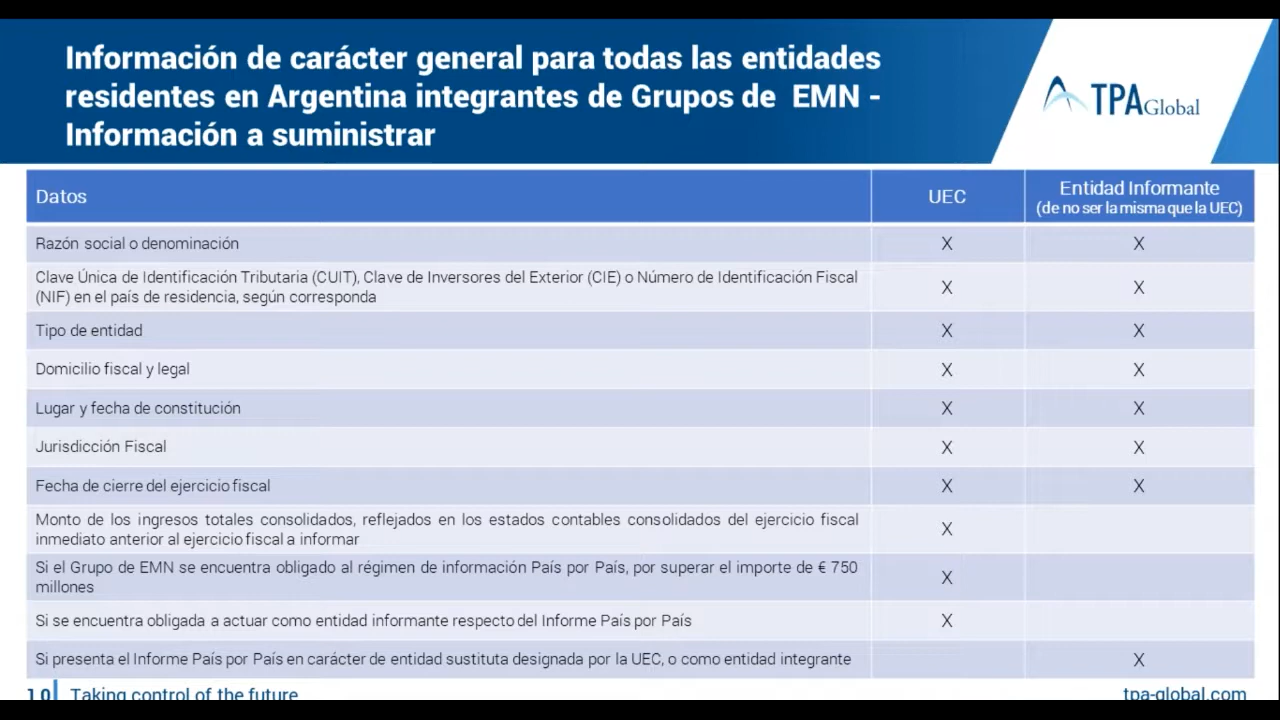 Información de carácter general para todas las entidades
residentes en Argentina integrantes de Grupos de EMN -
Información a suministrar
TPA Global
Datos
UEC
Entidad Informante
(de no ser la misma que la UEC)
Razón social o denominación
X
X
Clave Única de Identificación Tributaria (CUIT), Clave de Inversores del Exterior (CIE) o Número de Identificación Fiscal
(NIF) en el país de residencia, según corresponda
X
X
Tipo de entidad
X
X
Domicilio fiscal y legal
X
X
Lugar y fecha de constitución
X
X
Jurisdicción Fiscal
X
X
Fecha de cierre del ejercicio fiscal
X
X
Monto de los ingresos totales consolidados, reflejados en los estados contables consolidados del ejercicio fiscal
inmediato anterior al ejercicio fiscal a informar
X
Si el Grupo de EMN se encuentra obligado al régimen de información País por País, por superar el importe de € 750
millones
X
Si se encuentra obligada a actuar como entidad informante respecto del Informe País por País
X
Si presenta el Informe País por País en carácter de entidad sustituta designada por la UEC, o como entidad integrante
X
10
Taking control of the future
tpa-global.com